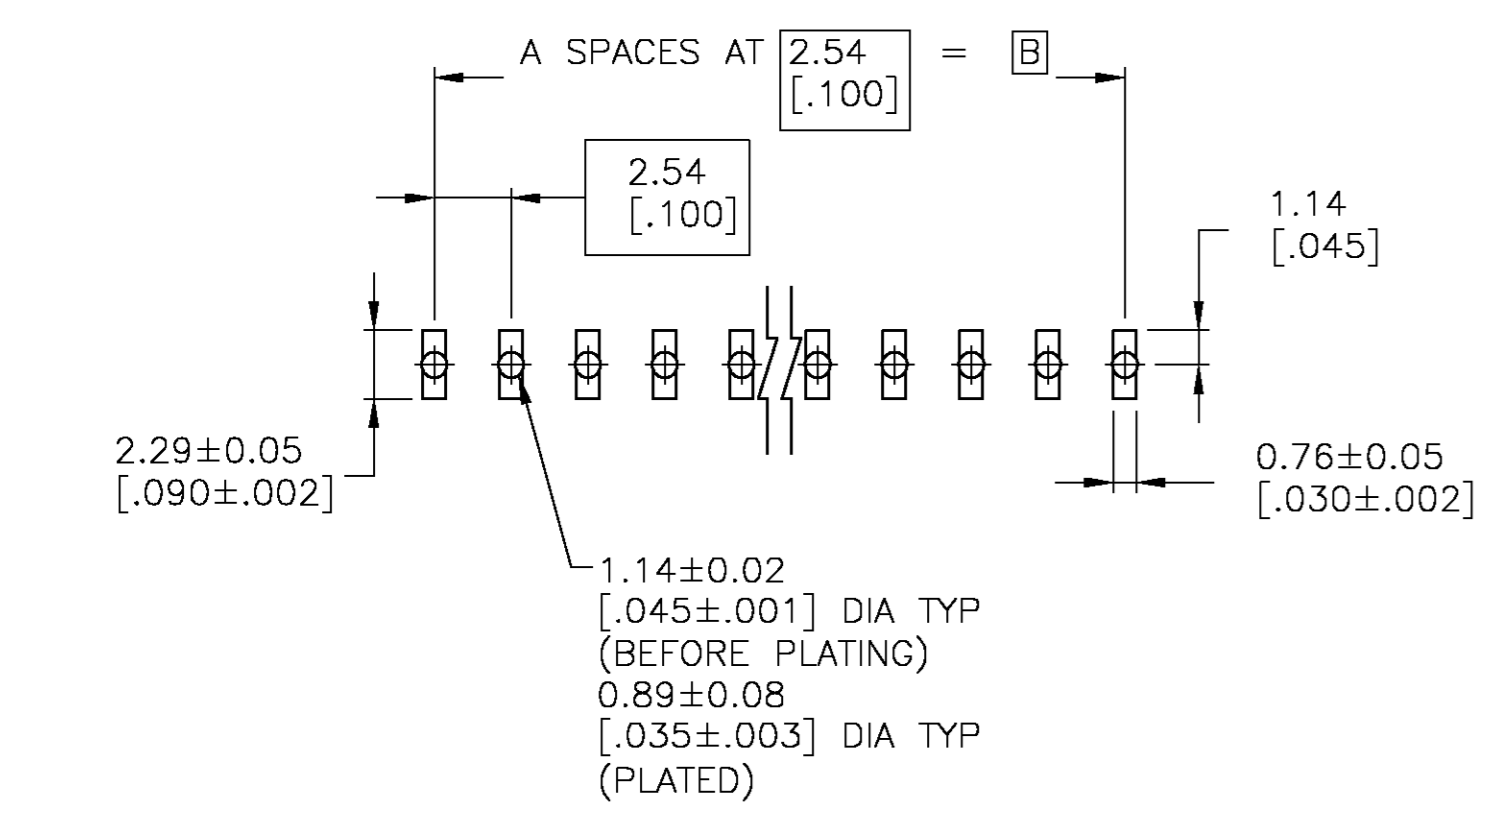 A SPACES AT 2.54 = B
[.100]
2.54
[.100]
1.14
[.045]
2.29±0.05
[.090±.002]
0.76±0.05
[.030±.002]
1.14±0.02
[.045±.001] DIA TYP
(BEFORE PLATING)
0.89±0.08
[.035±.003] DIA TYP
(PLATED)